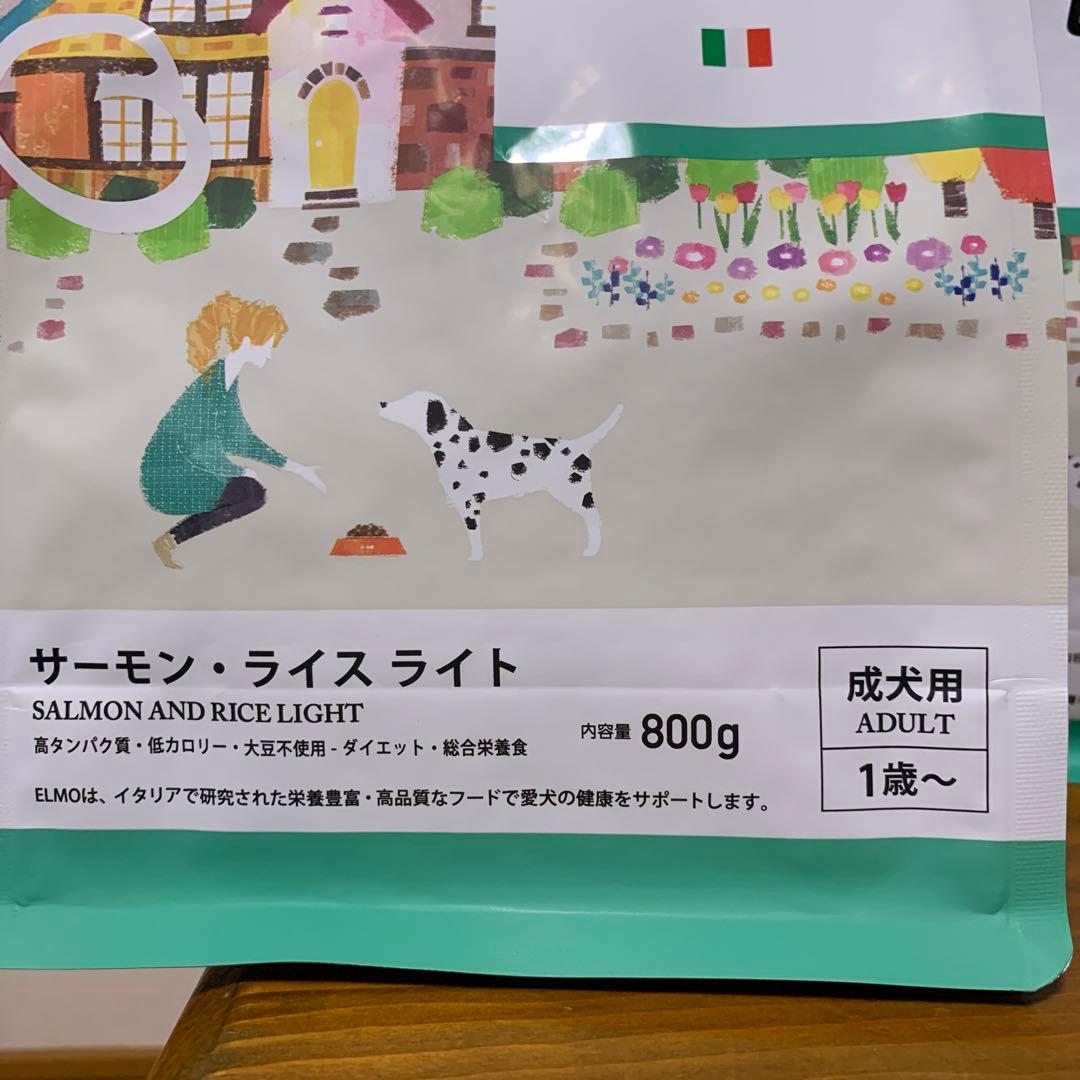 サーモン・ライス ライト
SALMON AND RICE LIGHT
高タンパク質・低カロリー・大豆不使用 - ダイエット・総合栄養食
内容量 800g
ELMOは、イタリアで研究された栄養豊富・高品質なフードで愛犬の健康をサポートします。
成犬用
ADULT
1歳～